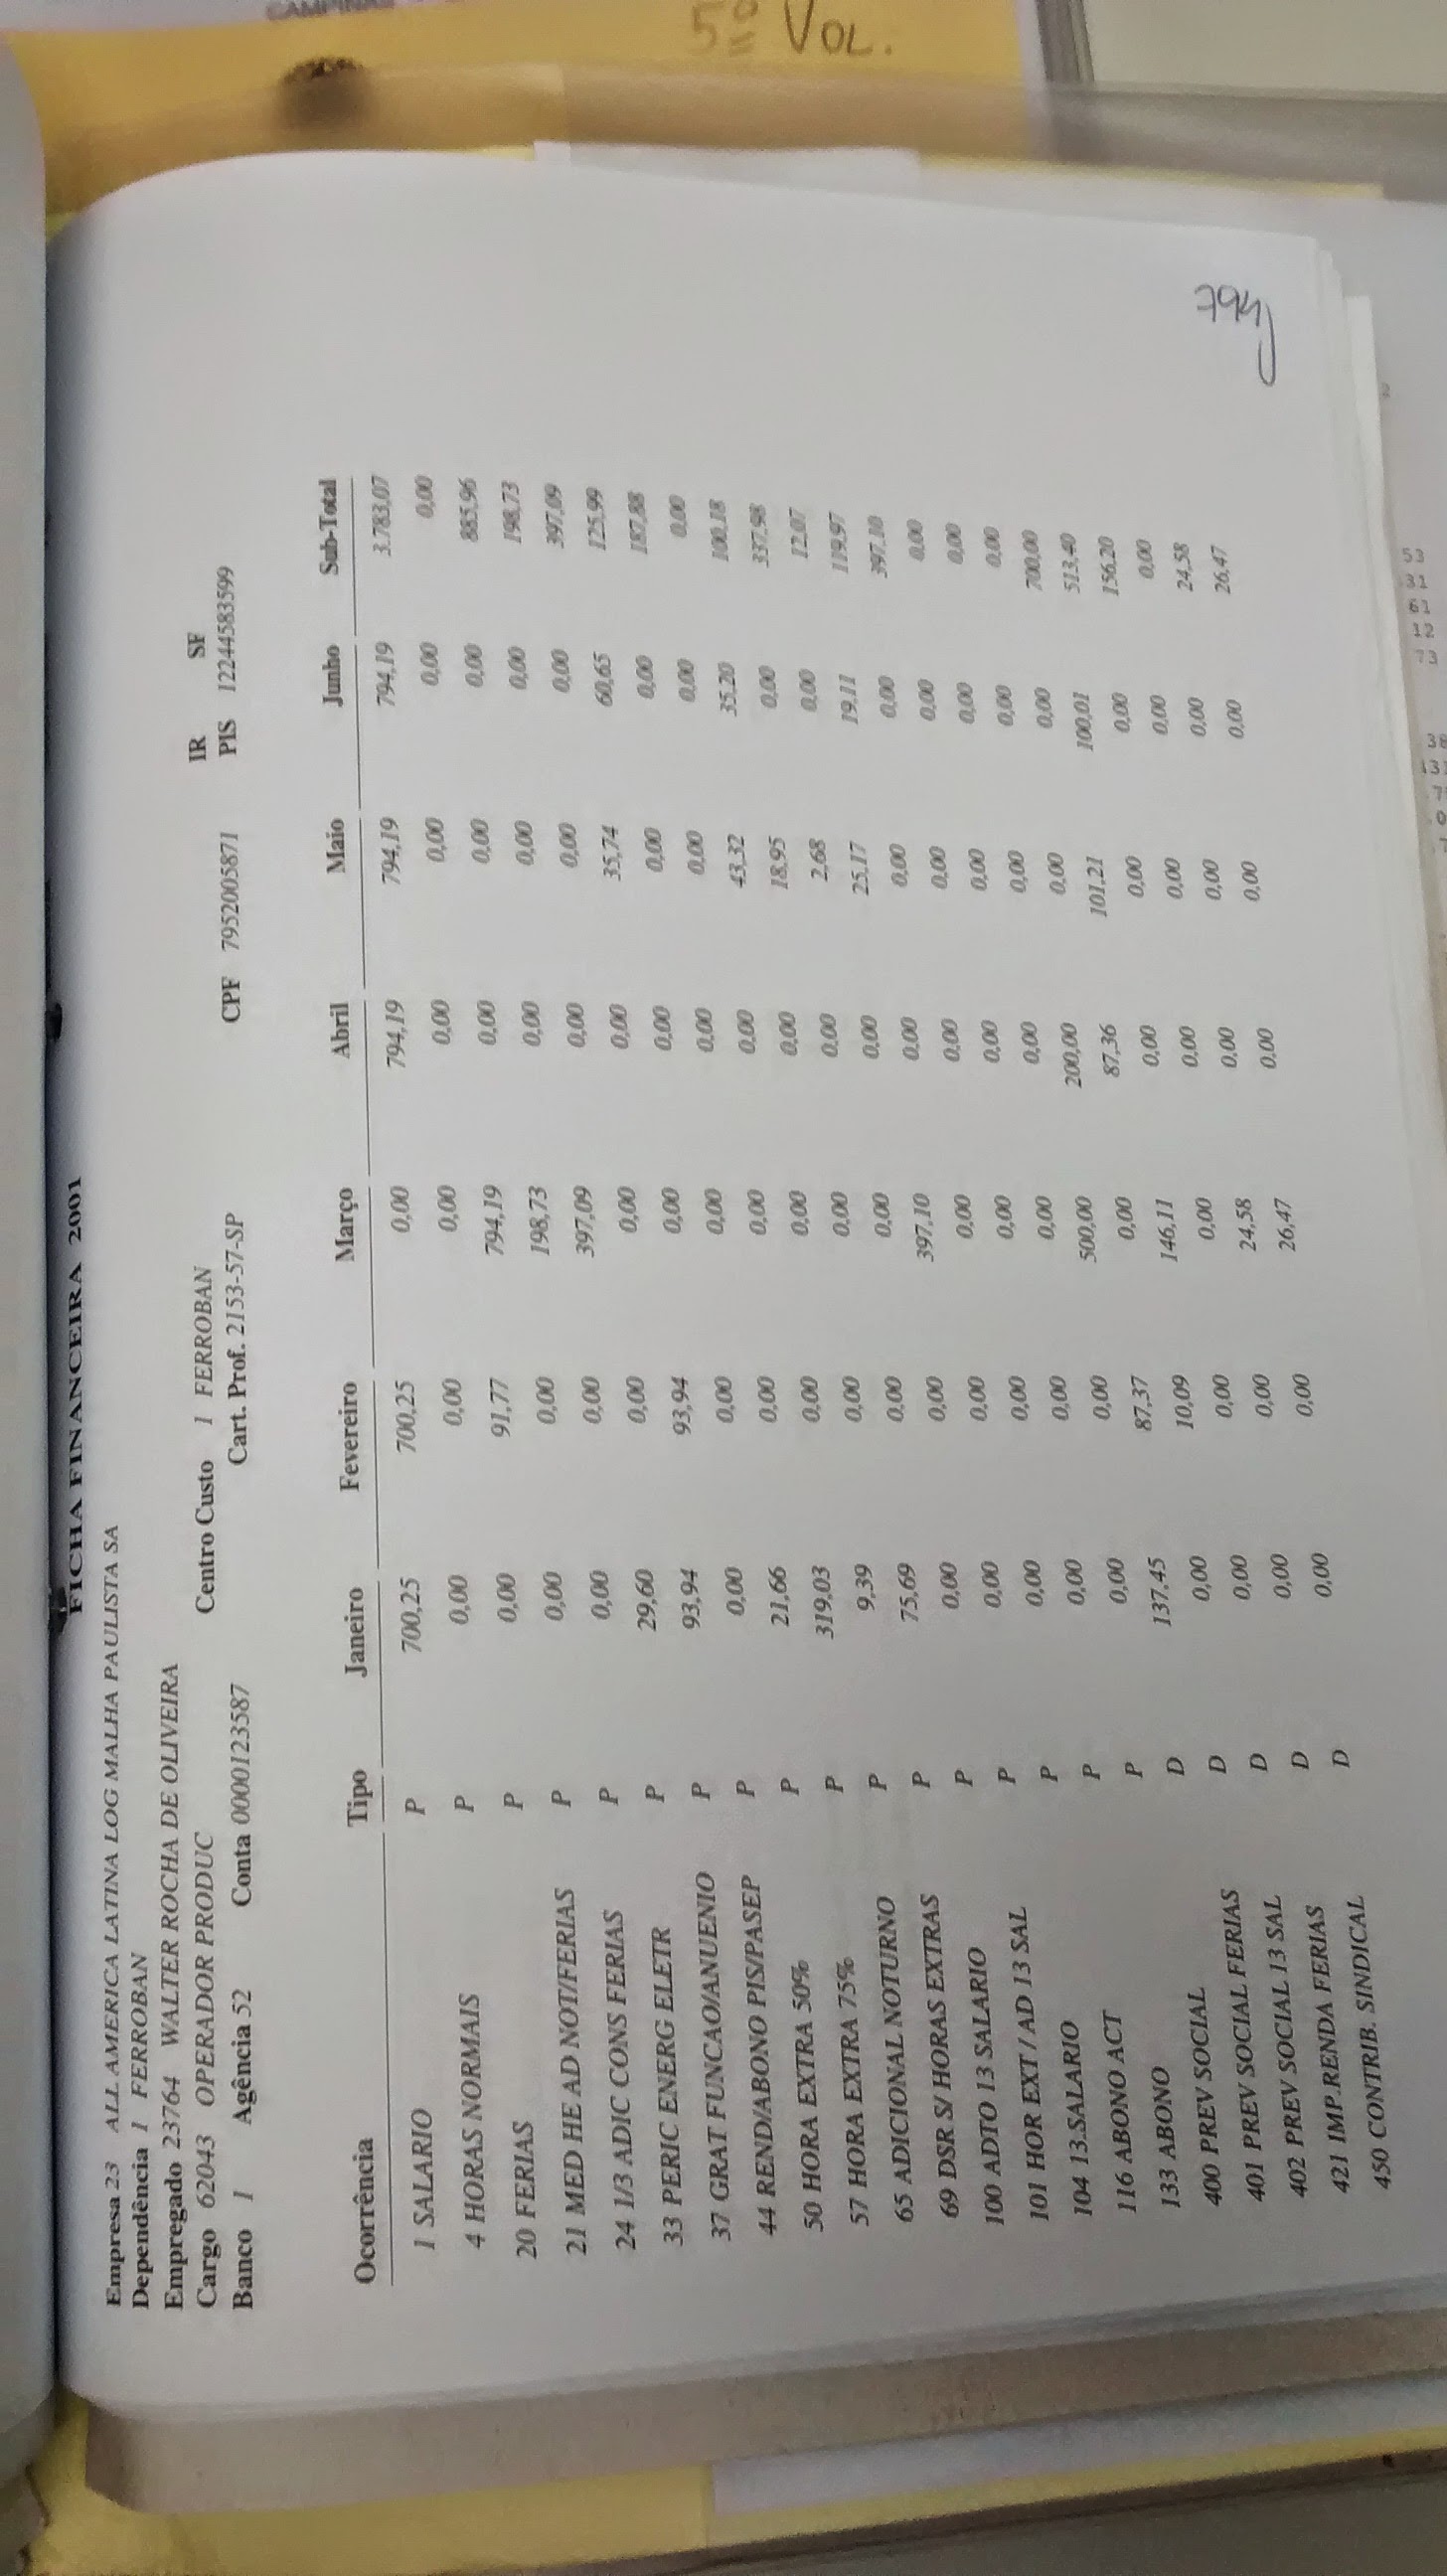 5º VOL.
FICHA FINANCEIRA 2001
Empresa 23 ALL AMERICA LATINA LOG MALHA PAULISTA SA
Dependência 1 FERROBAN
Empregado 23764 WALTER ROCHA DE OLIVEIRA
Cargo 62043 OPERADOR PRODUC Centro Custo 1 FERROBAN IR SF
Banco 1 Agência 52 Conta 0000123587 Cart. Prof. 2153-57-SP CPF 79520058​71 PIS 12244583599
Ocorrência Tipo Janeiro Fevereiro Março Abril Maio Junho Sub-Total
1 SALARIO P 700,25 700,25 0,00 794,19 794,19 794,19 3.783,07
4 HORAS NORMAIS P 0,00 0,00 0,00 0,00 0,00 0,00 0,00
20 FERIAS P 0,00 91,77 794,19 0,00 0,00 0,00 885,96
21 MED HE AD NOT/FERIAS P 0,00 0,00 198,73 0,00 0,00 0,00 198,73
24 1/3 ADIC CONS FERIAS P 0,00 0,00 397,09 0,00 0,00 0,00 397,09
33 PERIC ENERG ELETR P 29,60 0,00 0,00 0,00 35,74 60,65 125,99
37 GRAT FUNCAO/ANUENIO P 93,94 93,94 0,00 0,00 0,00 0,00 187,88
44 REND/ABONO PIS/PASEP P 0,00 0,00 0,00 0,00 0,00 0,00 0,00
50 HORA EXTRA 50% P 21,66 0,00 0,00 0,00 43,32 35,20 100,18
57 HORA EXTRA 75% P 319,03 0,00 0,00 0,00 18,95 0,00 337,98
65 ADICIONAL NOTURNO P 9,39 0,00 0,00 0,00 2,68 0,00 12,07
69 DSR S/ HORAS EXTRAS P 75,69 0,00 0,00 0,00 25,17 19,11 119,97
100 ADTO 13 SALARIO P 0,00 0,00 397,10 0,00 0,00 0,00 397,10
101 HOR EXT / AD 13 SAL P 0,00 0,00 0,00 0,00 0,00 0,00 0,00
104 13.SALARIO P 0,00 0,00 0,00 0,00 0,00 0,00 0,00
116 ABONO ACT P 0,00 0,00 0,00 0,00 0,00 0,00 0,00
133 ABONO P 0,00 0,00 500,00 200,00 0,00 0,00 700,00
400 PREV SOCIAL D 137,45 87,37 0,00 87,36 101,21 100,01 513,40
401 PREV SOCIAL FERIAS D 0,00 10,09 146,11 0,00 0,00 0,00 156,20
402 PREV SOCIAL 13 SAL D 0,00 0,00 0,00 0,00 0,00 0,00 0,00
421 IMP.RENDA FERIAS D 0,00 0,00 24,58 0,00 0,00 0,00 24,58
450 CONTRIB. SINDICAL D 0,00 0,00 26,47 0,00 0,00 0,00 26,47
53
31
61
12
73
38